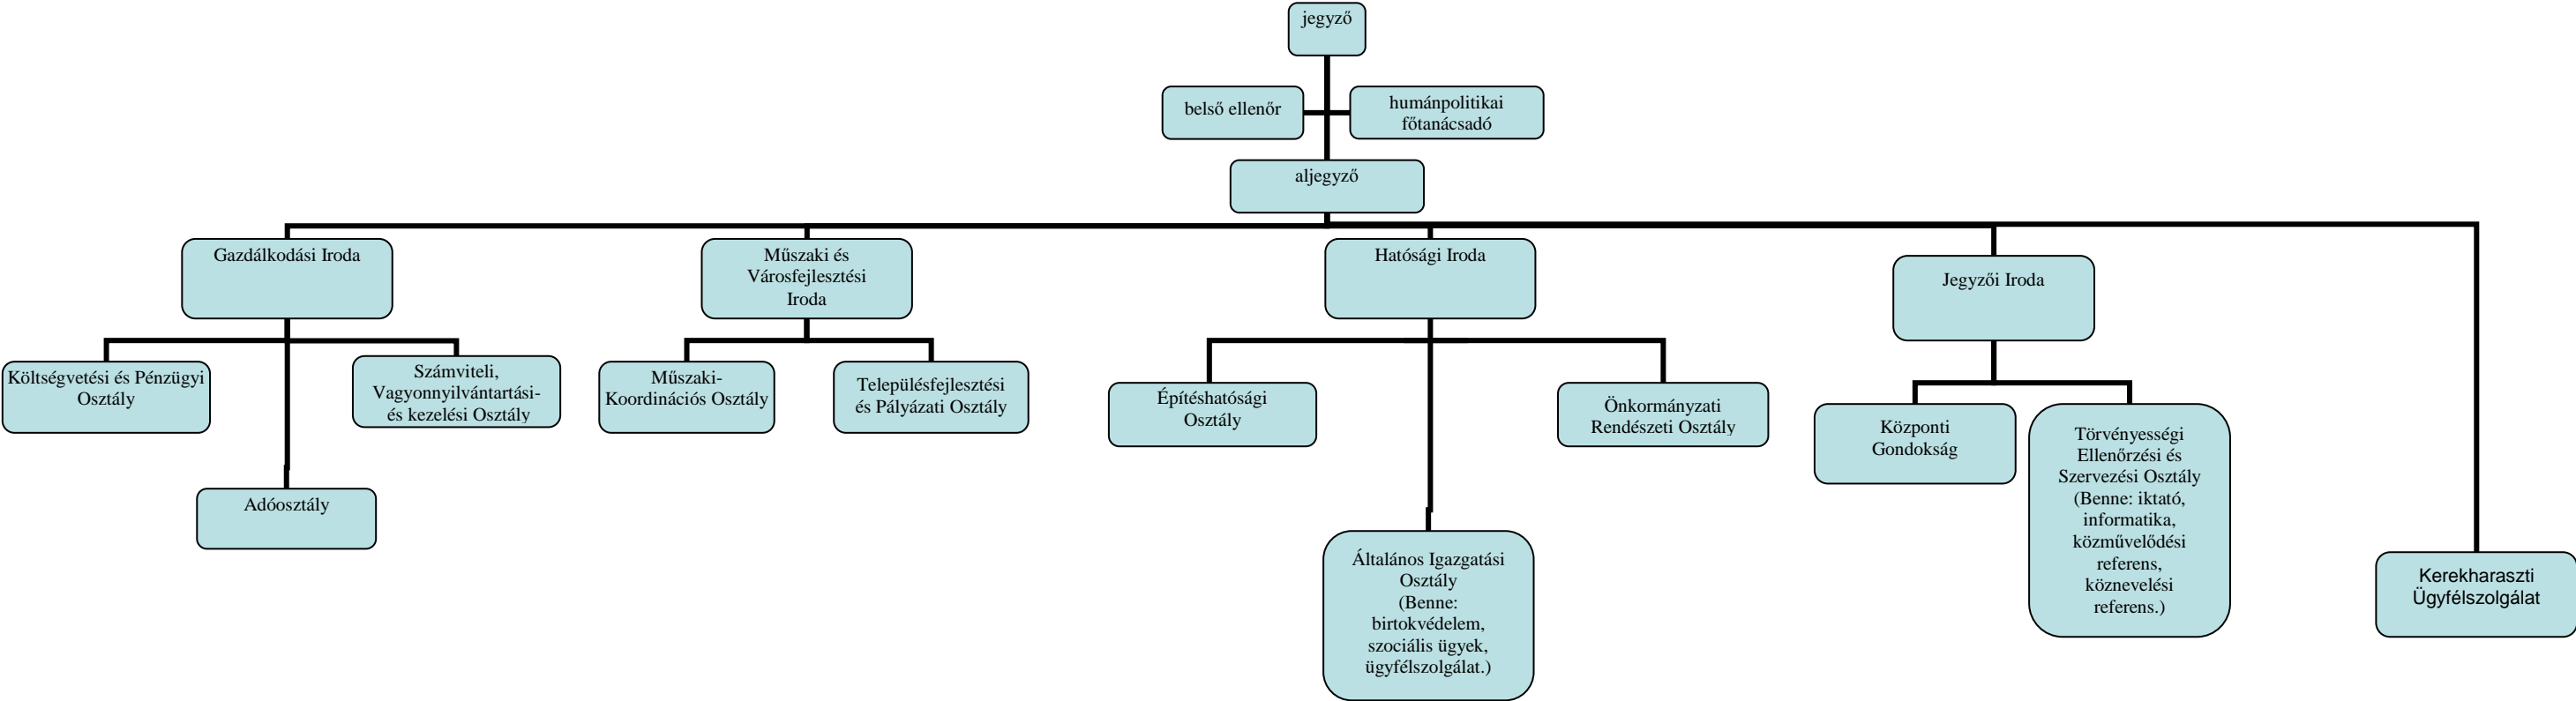 jegyző
belső ellenőr
humánpolitikai
főtanácsadó
aljegyző
Gazdálkodási Iroda
Műszaki és
Városfejlesztési
Iroda
Hatósági Iroda
Jegyzői Iroda
Költségvetési és Pénzügyi
Osztály
Számviteli,
Vagyonnyilvántartási-
és kezelési Osztály
Műszaki-
Koordinációs Osztály
Településfejlesztési
és Pályázati Osztály
Építéshatósági
Osztály
Önkormányzati
Rendészeti Osztály
Központi
Gondokság
Törvényességi
Ellenőrzési és
Szervezési Osztály
(Benne: iktató,
informatika,
közművelődési
referens,
köznevelési
referens.)
Adóosztály
Általános Igazgatási
Osztály
(Benne:
birtokvédelem,
szociális ügyek,
ügyfélszolgálat.)
Kerekharaszti
Ügyfélszolgálat